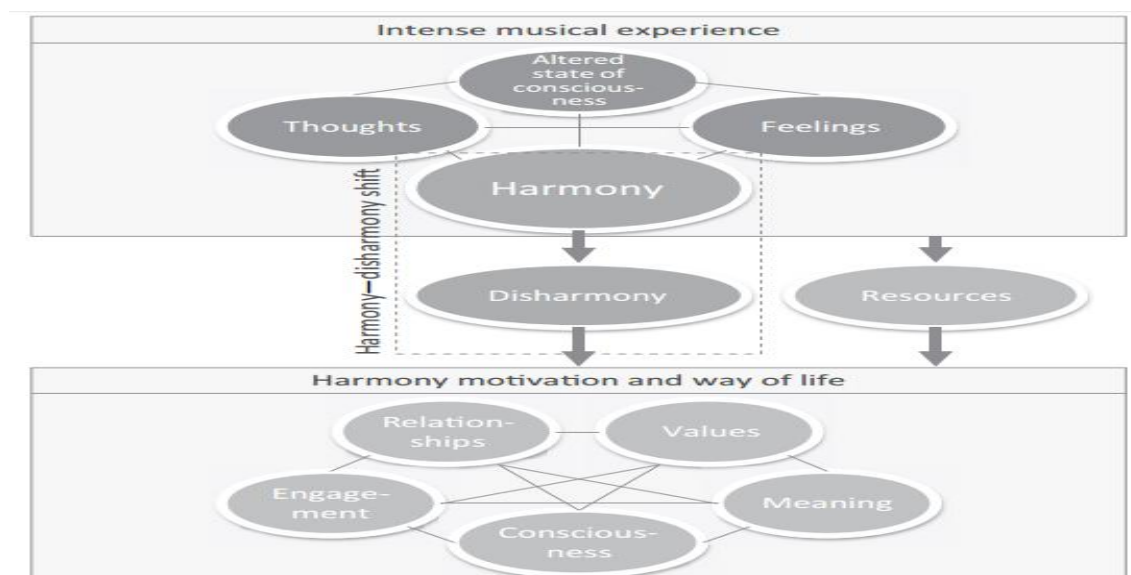 Intense musical experience
Altered
state of
conscious-
ness
Thoughts
Feelings
Harmony
Harmony—disharmony shift
Disharmony
Resources
Harmony motivation and way of life
Relation-
ships
Values
Engage-
ment
Meaning
Conscious-
ness